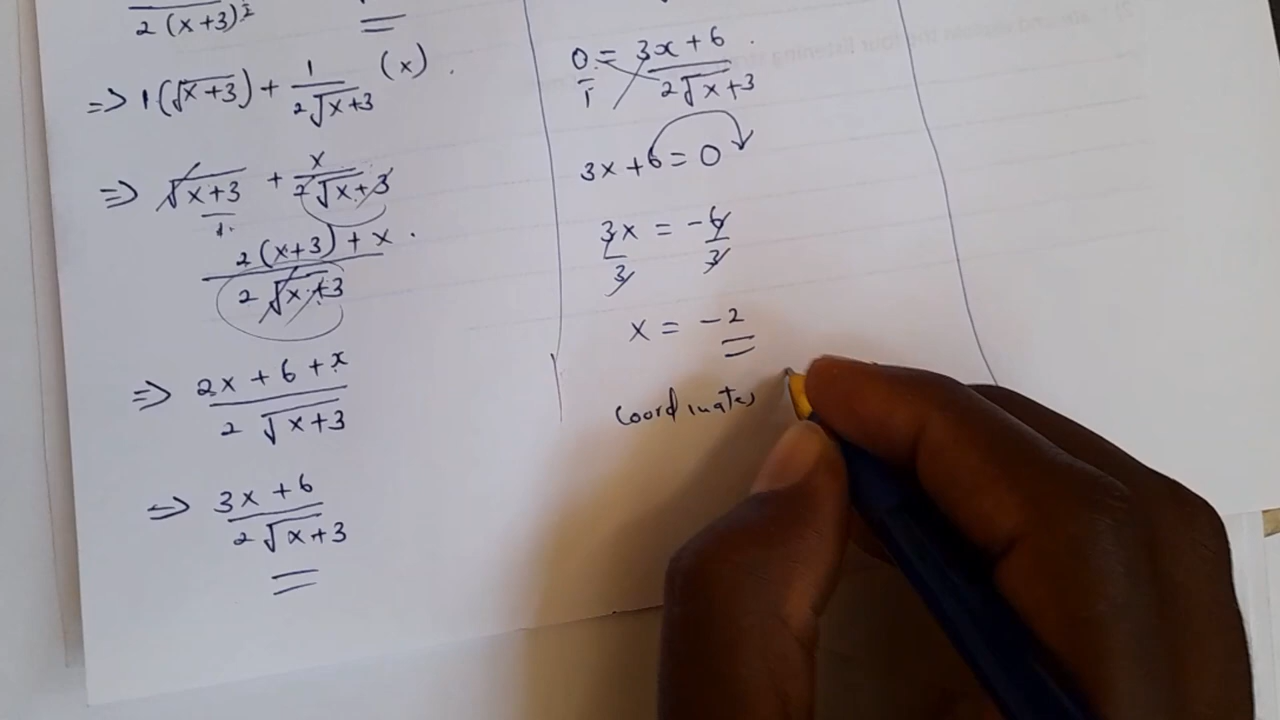 2 (x+3)^½
=> 1(√x+3) + 1/2√x+3 (x) .
=> √x+3/1. + x/2√x+3
2(x+3) + x . / 2√x+3
=> 2x + 6 + x / 2 √x+3
=> 3x + 6 / 2 √x+3
0/1 = 3x + 6 / 2√x+3 .
3x + 6 = 0
3x/3 = -6/3
x = -2
Coordinates